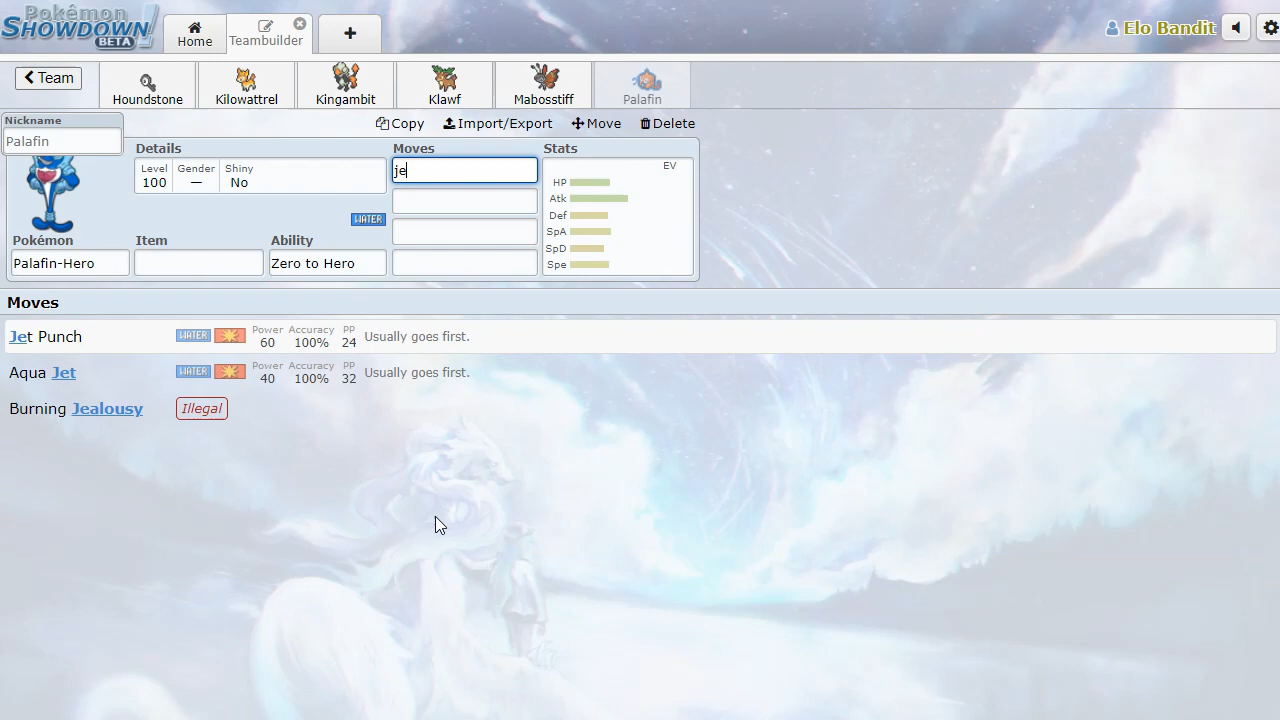 Pokémon
SHOWDOWN!
BETA
Home
Teambuilder
+
Elo Bandit
Team
Houndstone
Kilowattrel
Kingambit
Klawf
Mabosstiff
Palafin
Nickname
Palafin
Copy
Import/Export
Move
Delete
Details
Level
100
Gender
—
Shiny
No
WATER
Pokémon
Palafin-Hero
Item
Ability
Zero to Hero
Moves
je
Stats
EV
HP
Atk
Def
SpA
SpD
Spe
Moves
Jet Punch WATER Power 60 Accuracy 100% PP 24 Usually goes first.
Aqua Jet WATER Power 40 Accuracy 100% PP 32 Usually goes first.
Burning Jealousy Illegal